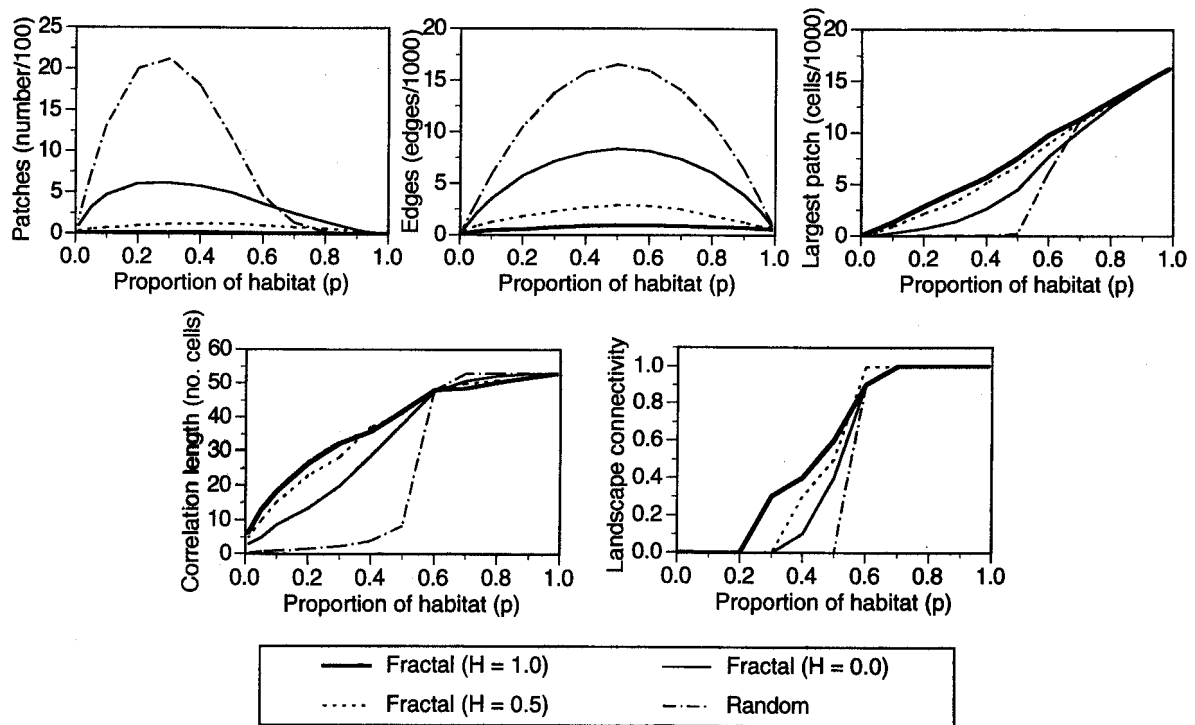 Patches (number/100)
25
20
15
10
5
0
0.0 0.2 0.4 0.6 0.8 1.0
Proportion of habitat (p)
Edges (edges/1000)
20
15
10
5
0
0.0 0.2 0.4 0.6 0.8 1.0
Proportion of habitat (p)
Largest patch (cells/1000)
20
15
10
5
0
0.0 0.2 0.4 0.6 0.8 1.0
Proportion of habitat (p)
Correlation length (no. cells)
60
50
40
30
20
10
0
0.0 0.2 0.4 0.6 0.8 1.0
Proportion of habitat (p)
Landscape connectivity
1.0
0.8
0.6
0.4
0.2
0.0
0.0 0.2 0.4 0.6 0.8 1.0
Proportion of habitat (p)
Fractal (H = 1.0)
Fractal (H = 0.0)
Fractal (H = 0.5)
Random